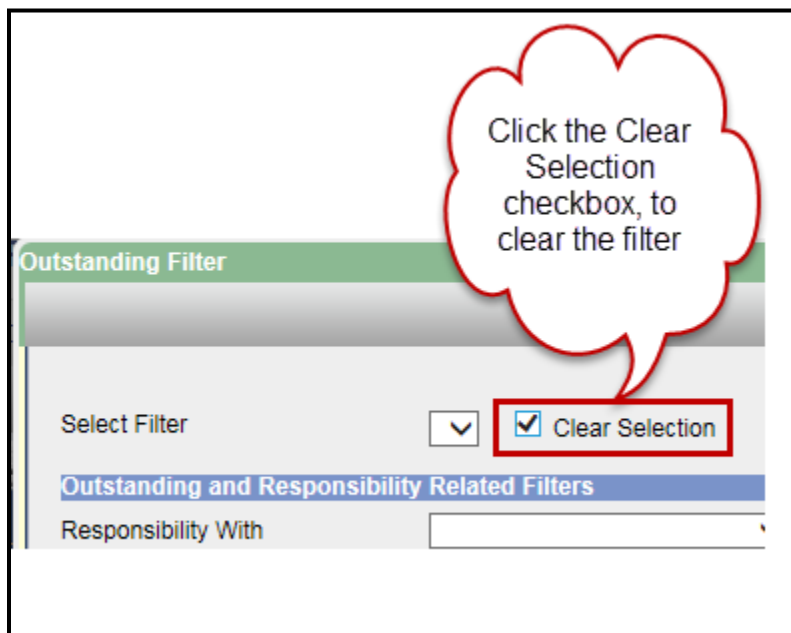 Click the Clear
Selection
checkbox, to
clear the filter
Outstanding Filter
Select Filter
Clear Selection
Outstanding and Responsibility Related Filters
Responsibility With